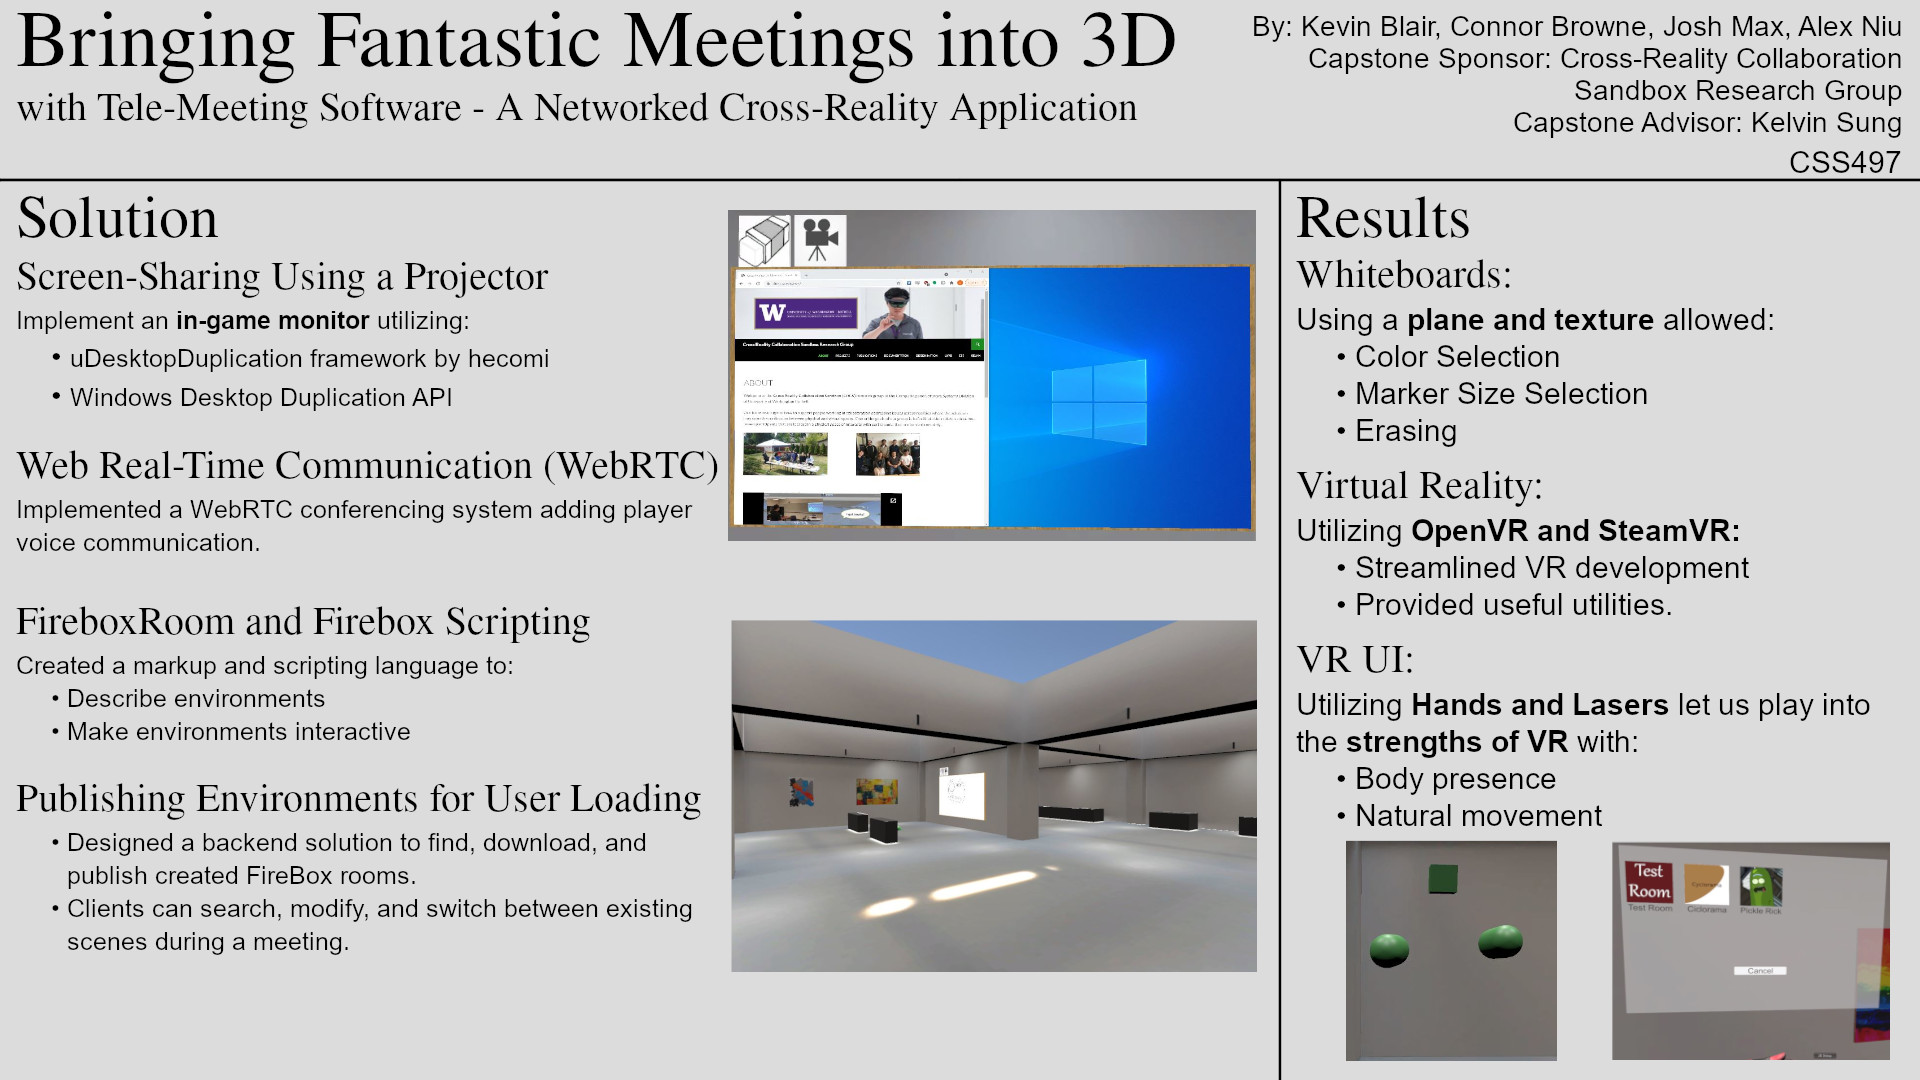 Bringing Fantastic Meetings into 3D
with Tele-Meeting Software - A Networked Cross-Reality Application
By: Kevin Blair, Connor Browne, Josh Max, Alex Niu
Capstone Sponsor: Cross-Reality Collaboration
Sandbox Research Group
Capstone Advisor: Kelvin Sung
CSS497
Solution
Screen-Sharing Using a Projector
Implement an in-game monitor utilizing:
• uDesktopDuplication framework by hecomi
• Windows Desktop Duplication API
Web Real-Time Communication (WebRTC)
Implemented a WebRTC conferencing system adding player
voice communication.
FireboxRoom and Firebox Scripting
Created a markup and scripting language to:
• Describe environments
• Make environments interactive
Publishing Environments for User Loading
• Designed a backend solution to find, download, and
publish created FireBox rooms.
• Clients can search, modify, and switch between existing
scenes during a meeting.
W
Cross Reality Collaboration Sandbox Research Group
ABOUT
Results
Whiteboards:
Using a plane and texture allowed:
• Color Selection
• Marker Size Selection
• Erasing
Virtual Reality:
Utilizing OpenVR and SteamVR:
• Streamlined VR development
• Provided useful utilities.
VR UI:
Utilizing Hands and Lasers let us play into
the strengths of VR with:
• Body presence
• Natural movement
Test
Room
Test Room
Ciclorama
Pickle Rick
Cancel